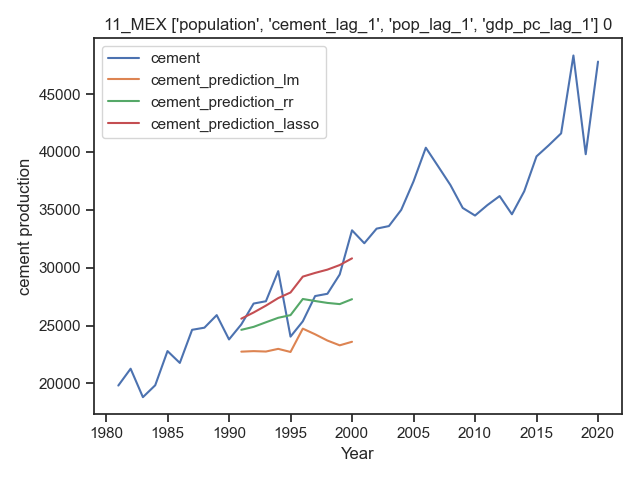 11_MEX ['population', 'cement_lag_1', 'pop_lag_1', 'gdp_pc_lag_1'] 0
cement
cement_prediction_lm
cement_prediction_rr
cement_prediction_lasso
45000
40000
35000
30000
25000
20000
cement production
1980 1985 1990 1995 2000 2005 2010 2015 2020
Year